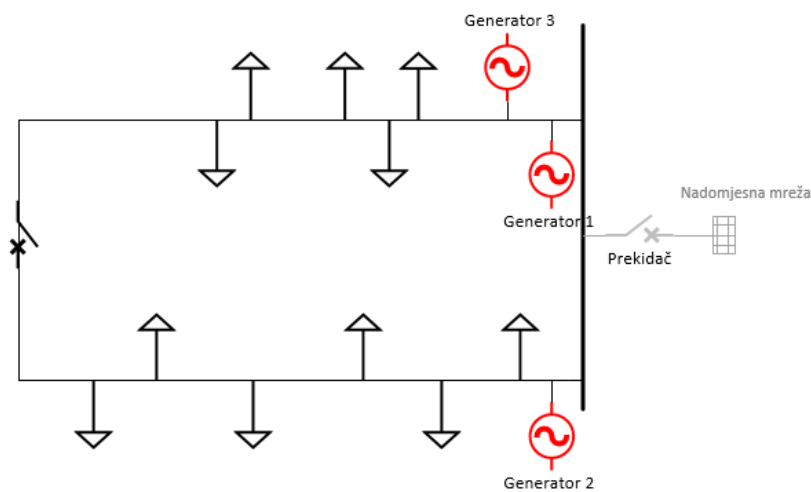 Generator 3
Nadomjesna mreža
Generator 1
Prekidač
Generator 2